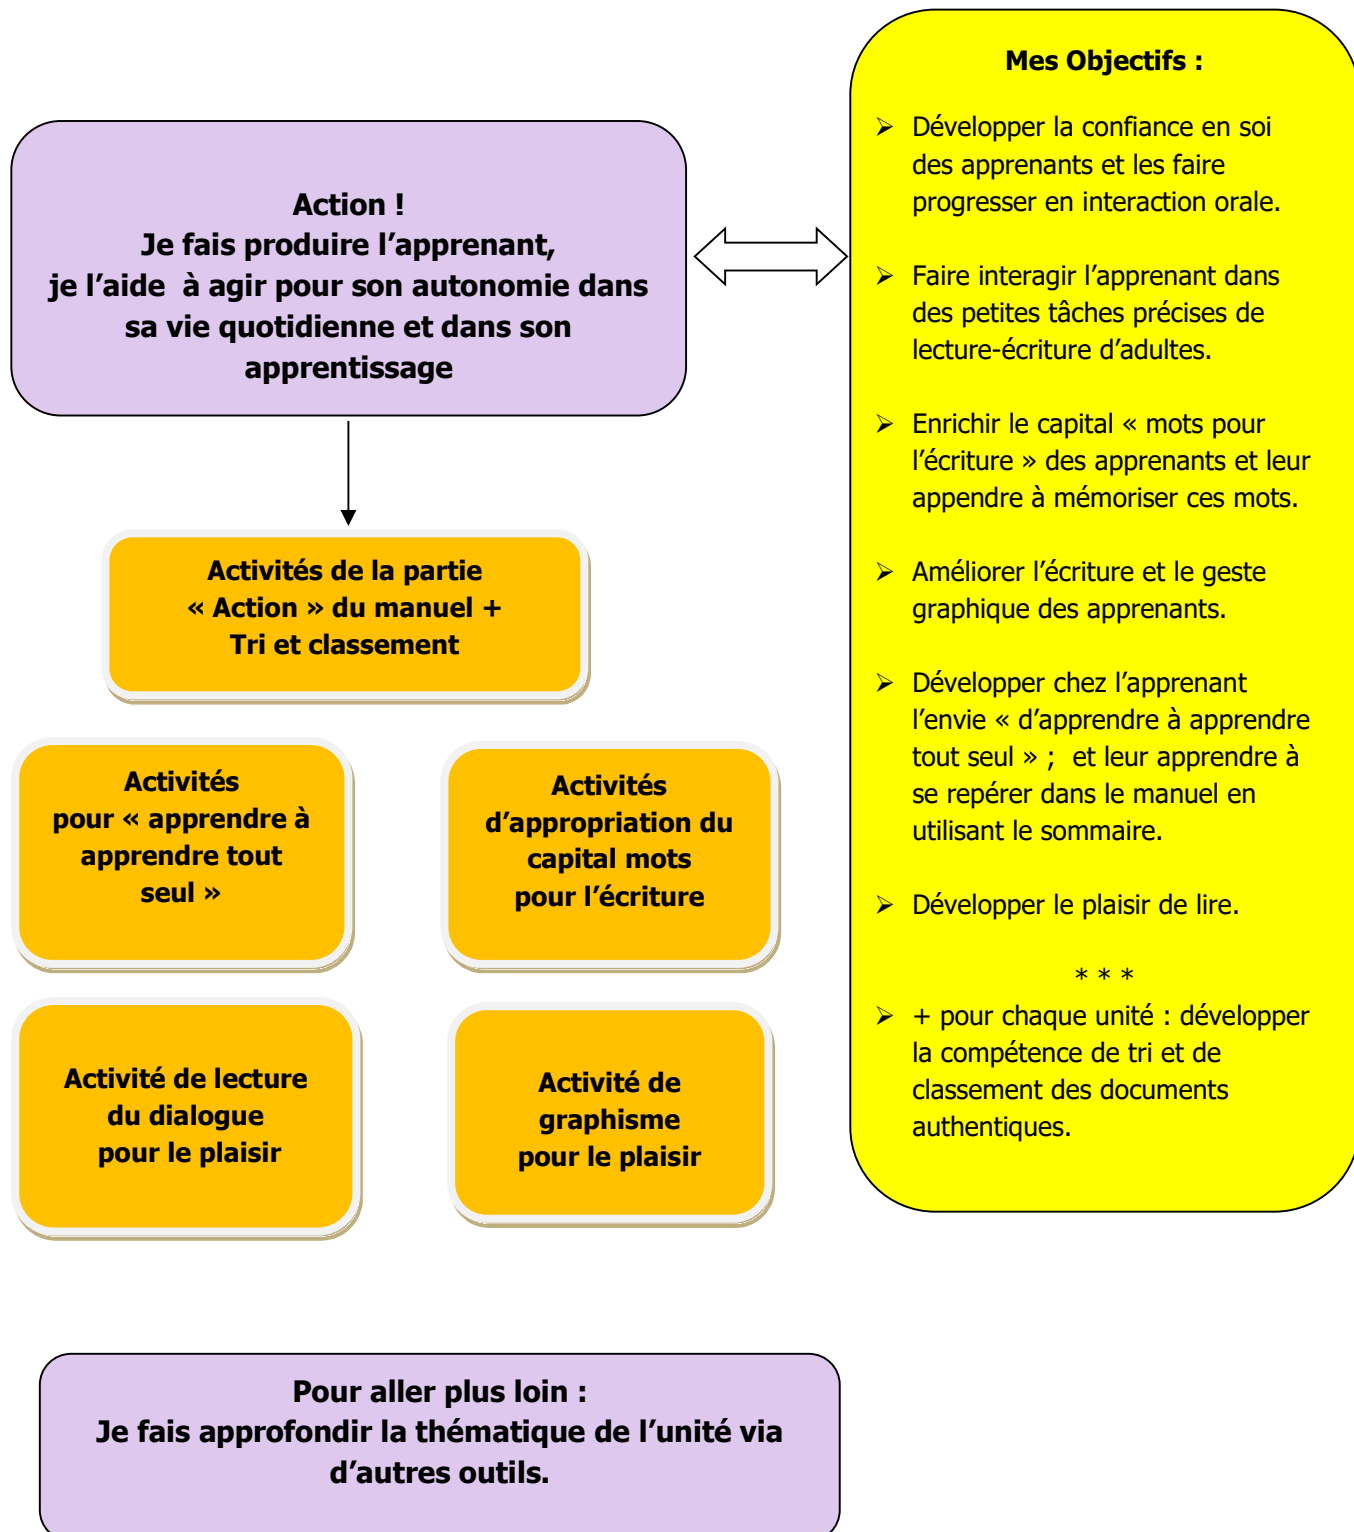 Action !
Je fais produire l’apprenant,
je l’aide  à agir pour son autonomie dans
sa vie quotidienne et dans son
apprentissage
Mes Objectifs :
➢ Développer la confiance en soi
des apprenants et les faire
progresser en interaction orale.
➢ Faire interagir l’apprenant dans
des petites tâches précises de
lecture-écriture d’adultes.
➢ Enrichir le capital « mots pour
l’écriture » des apprenants et leur
appendre à mémoriser ces mots.
➢ Améliorer l’écriture et le geste
graphique des apprenants.
➢ Développer chez l’apprenant
l’envie « d’apprendre à apprendre
tout seul » ;  et leur apprendre à
se repérer dans le manuel en
utilisant le sommaire.
➢ Développer le plaisir de lire.
* * *
➢ + pour chaque unité : développer
la compétence de tri et de
classement des documents
authentiques.
Activités de la partie
« Action » du manuel +
Tri et classement
Activités
pour « apprendre à
apprendre tout
seul »
Activités
d’appropriation du
capital mots
pour l’écriture
Activité de lecture
du dialogue
pour le plaisir
Activité de
graphisme
pour le plaisir
Pour aller plus loin :
Je fais approfondir la thématique de l’unité via
d’autres outils.